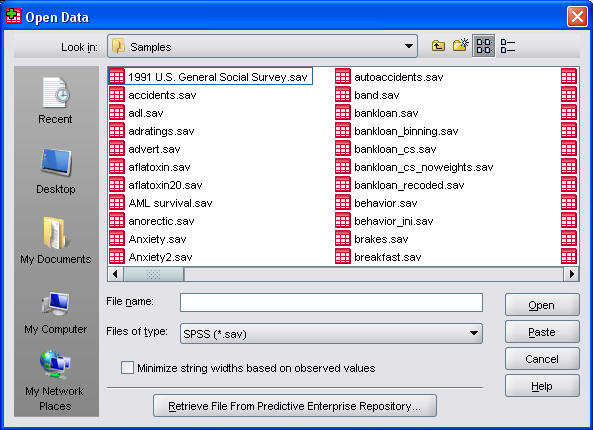 Open Data
Look in: Samples
Recent
Desktop
My Documents
My Computer
My Network
Places
1991 U.S. General Social Survey.sav
accidents.sav
adl.sav
adratings.sav
advert.sav
aflatoxin.sav
aflatoxin20.sav
AML survival.sav
anorectic.sav
Anxiety.sav
Anxiety2.sav
autoaccidents.sav
band.sav
bankloan.sav
bankloan_binning.sav
bankloan_cs.sav
bankloan_cs_noweights.sav
bankloan_recoded.sav
behavior.sav
behavior_ini.sav
brakes.sav
breakfast.sav
File name:
Files of type: SPSS (*.sav)
Minimize string widths based on observed values
Open
Paste
Cancel
Help
Retrieve File From Predictive Enterprise Repository...